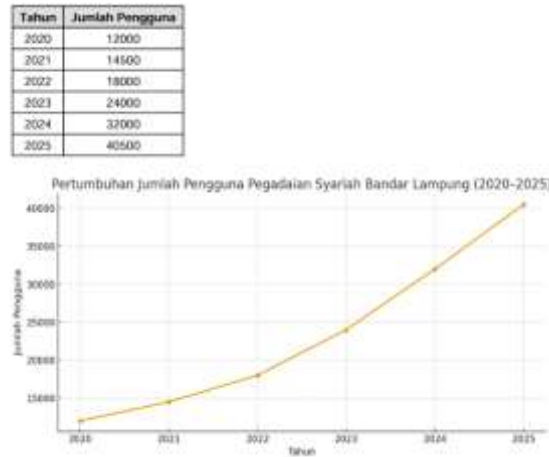 Tahun Jumlah Pengguna
2020 12000
2021 14500
2022 18000
2023 24000
2024 32000
2025 40500
Pertumbuhan Jumlah Pengguna Pegadaian Syariah Bandar Lampung (2020–2025)
40000
35000
30000
25000
20000
15000
Jumlah Pengguna
2020 2021 2022 2023 2024 2025
Tahun